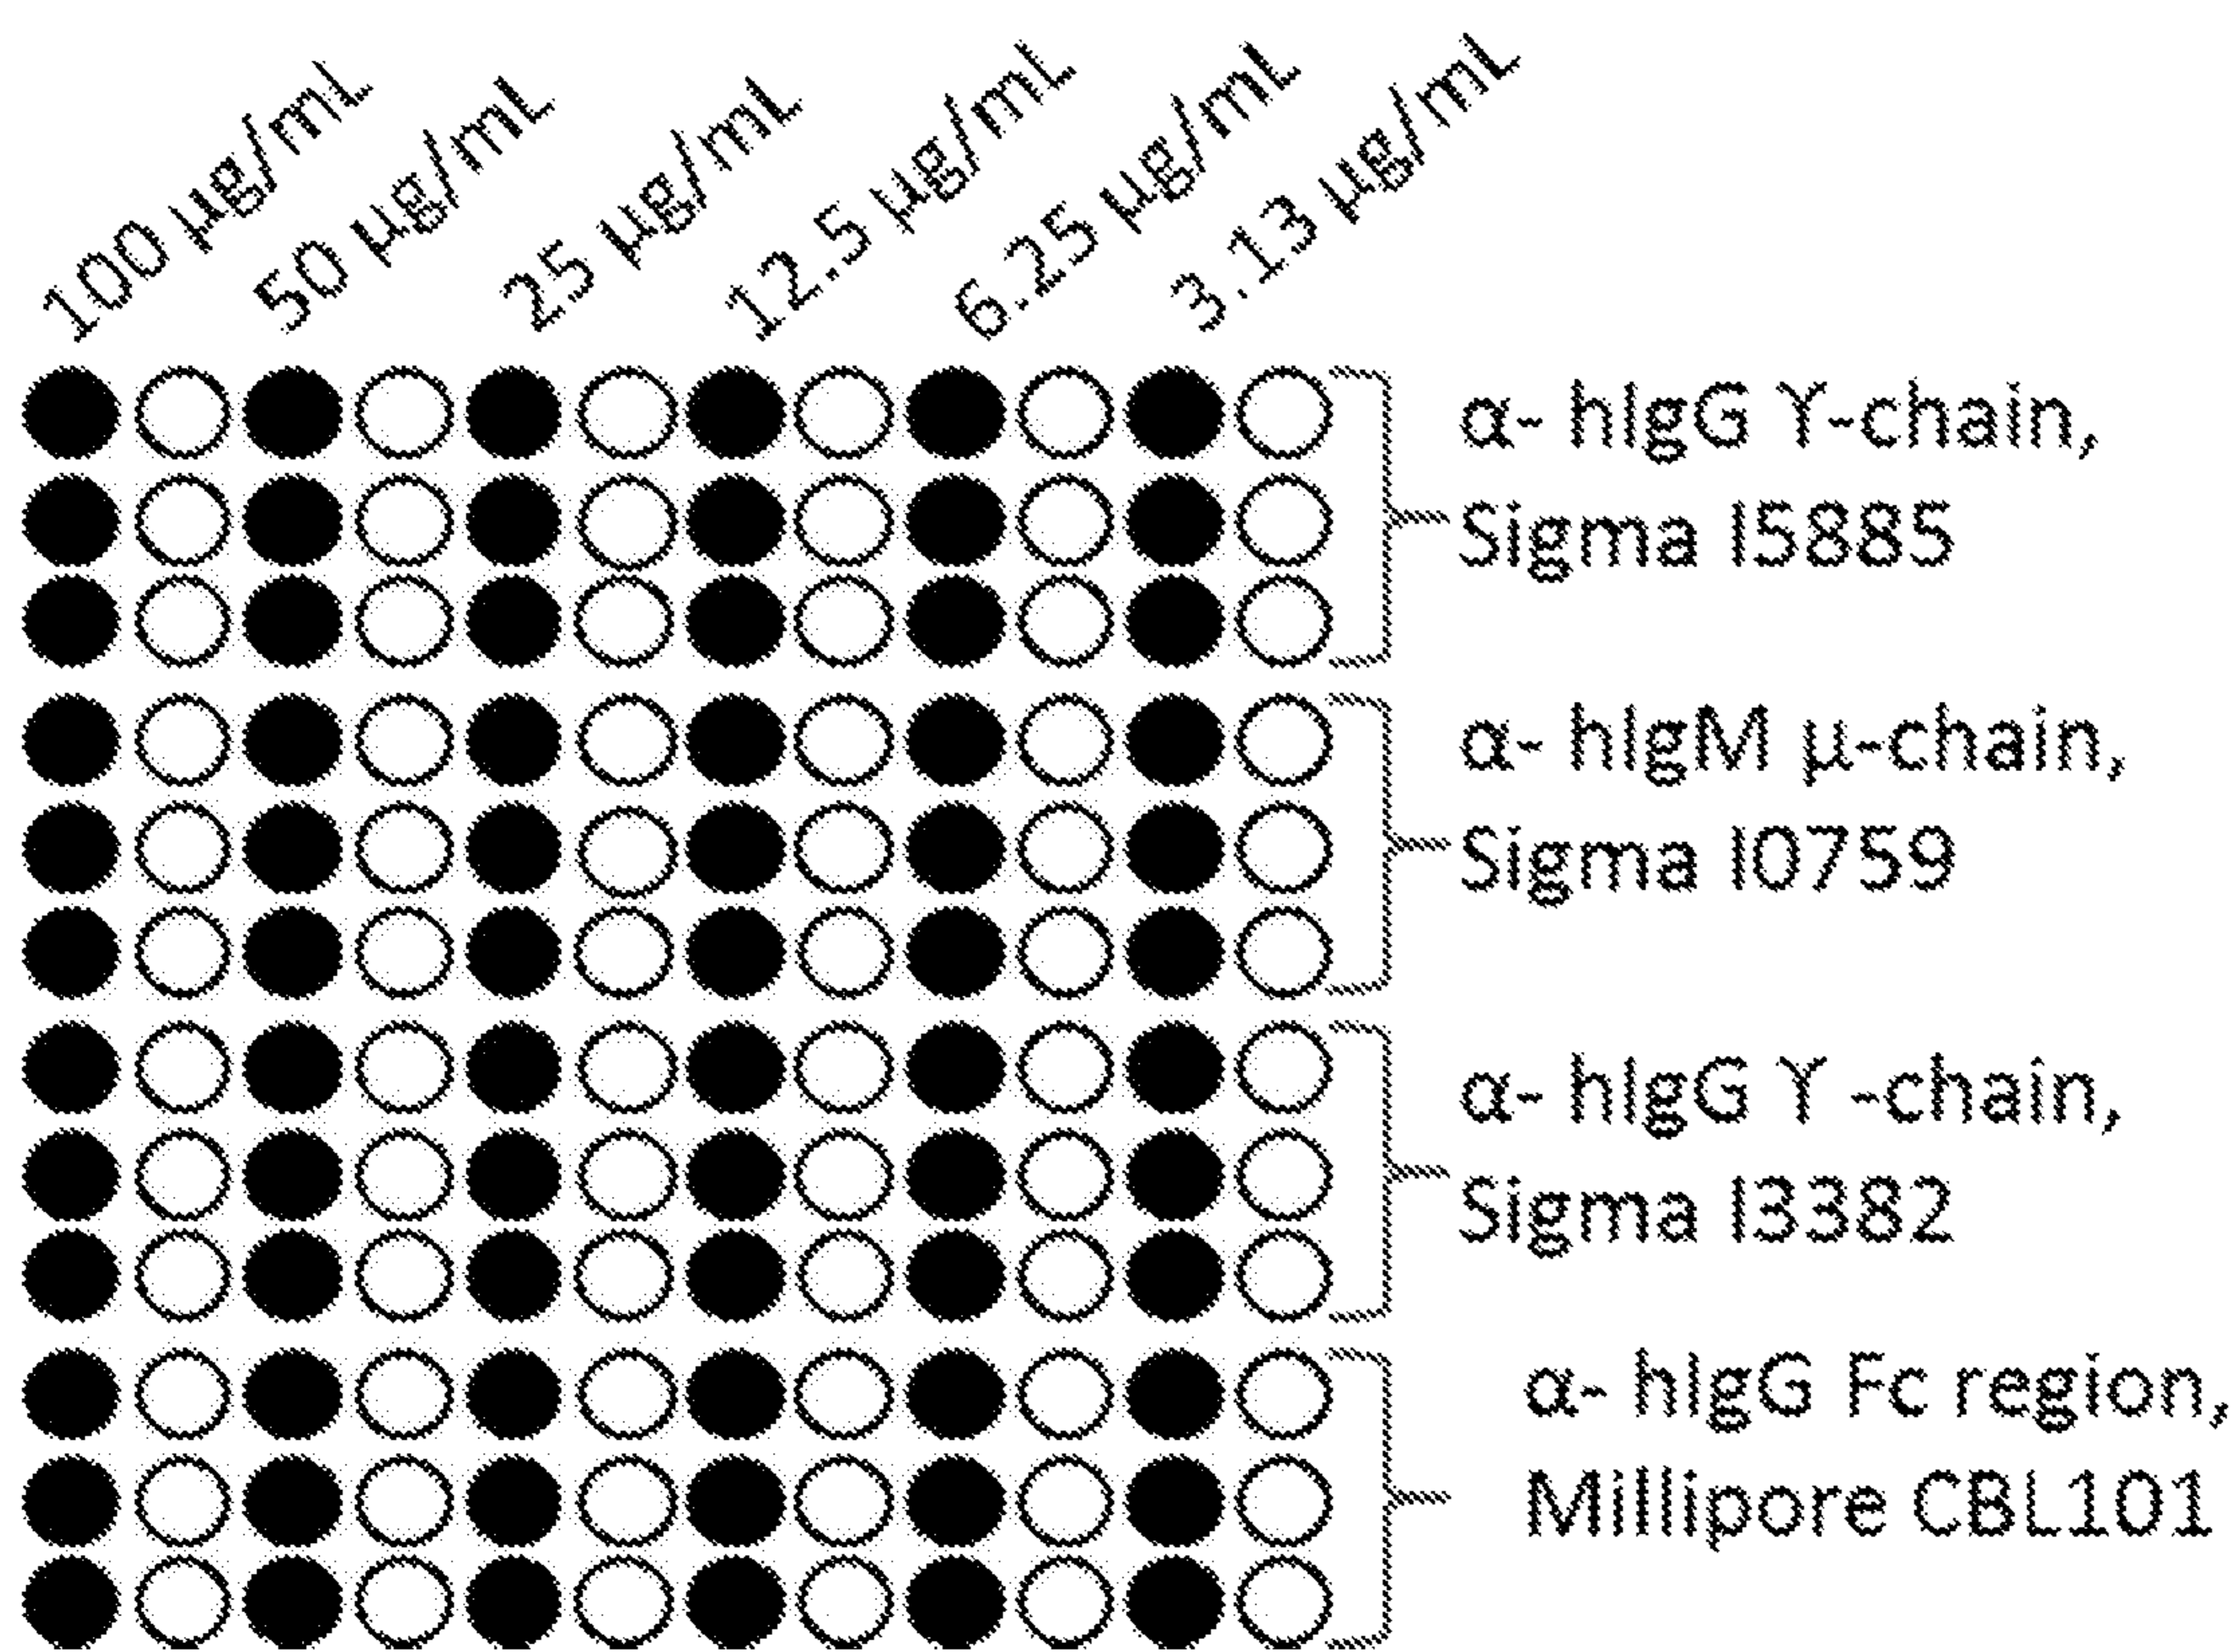 100 µg/mL
50 µg/mL
25 µg/mL
12.5 µg/mL
6.25 µg/mL
3.13 µg/mL
α- hIgG ϒ-chain,
Sigma I5885
α- hIgM µ-chain,
Sigma I0759
α- hIgG ϒ -chain,
Sigma I3382
α- hIgG Fc region,
Millipore CBL101